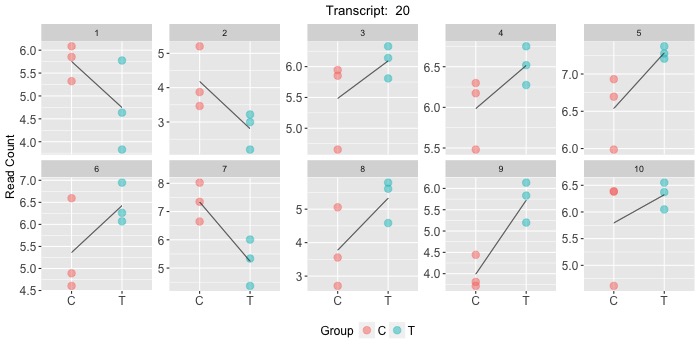 Transcript: 20
1 2 3 4 5
6.0 5.5 5.0 4.5 4.0
5 4 3
6.0 5.5 5.0
6.5 6.0 5.5
7.0 6.5 6.0
Read Count
6 7 8 9 10
7.0 6.5 6.0 5.5 5.0 4.5
8 7 6 5
5 4 3
6.0 5.5 5.0 4.5 4.0
6.5 6.0 5.5 5.0
C T C T C T C T C T
Group C T